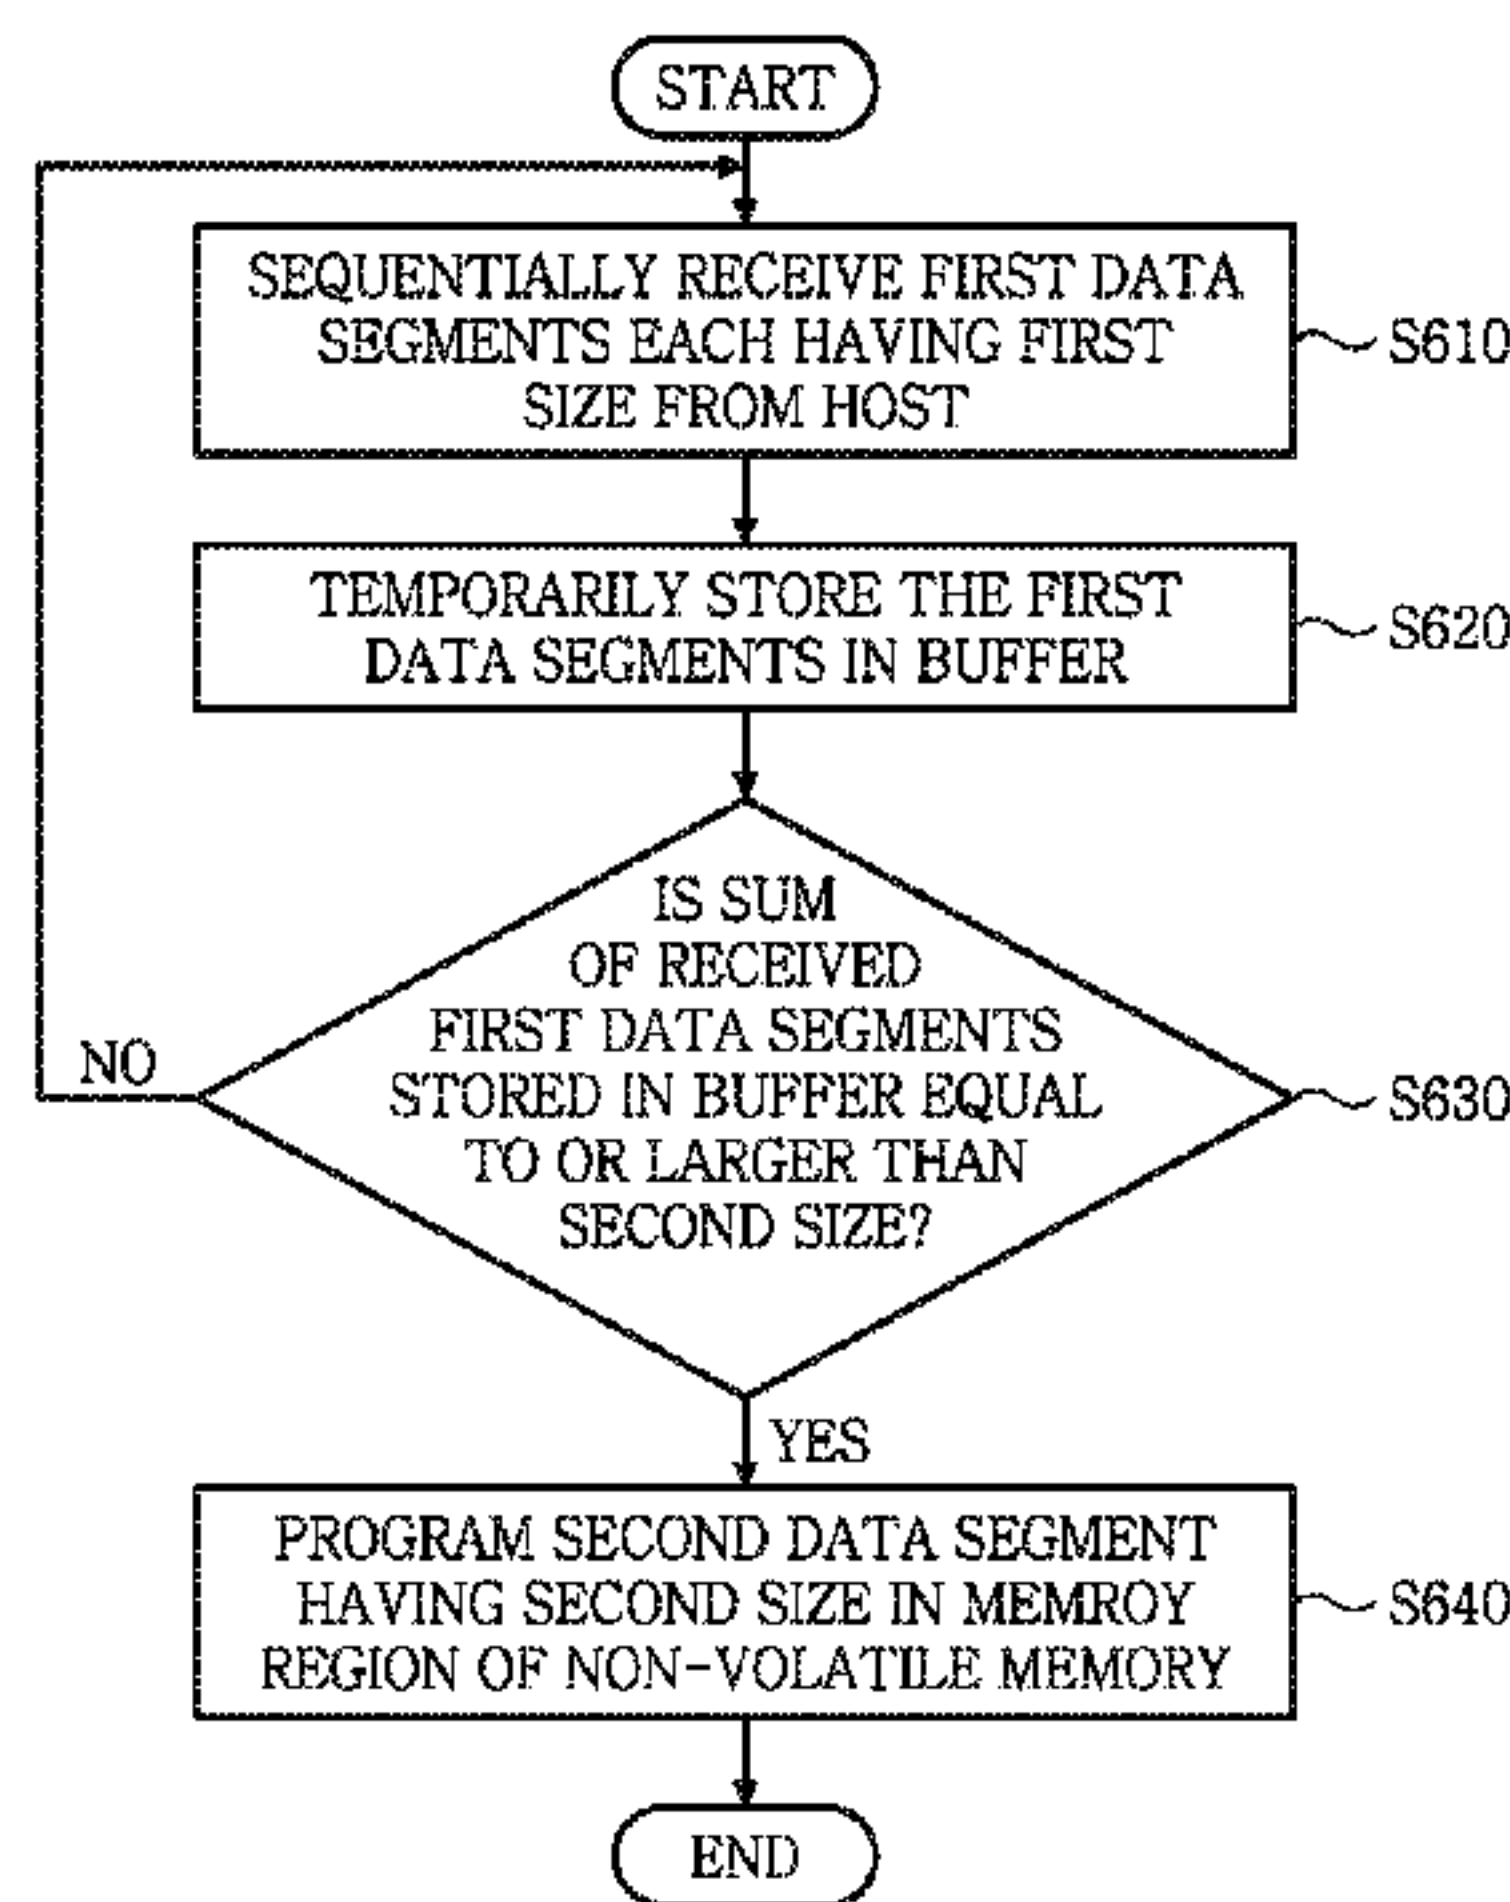 START
SEQUENTIALLY RECEIVE FIRST DATA
SEGMENTS EACH HAVING FIRST
SIZE FROM HOST
S610
TEMPORARILY STORE THE FIRST
DATA SEGMENTS IN BUFFER
S620
IS SUM
OF RECEIVED
FIRST DATA SEGMENTS
STORED IN BUFFER EQUAL
TO OR LARGER THAN
SECOND SIZE?
S630
NO
YES
PROGRAM SECOND DATA SEGMENT
HAVING SECOND SIZE IN MEMROY
REGION OF NON-VOLATILE MEMORY
S640
END